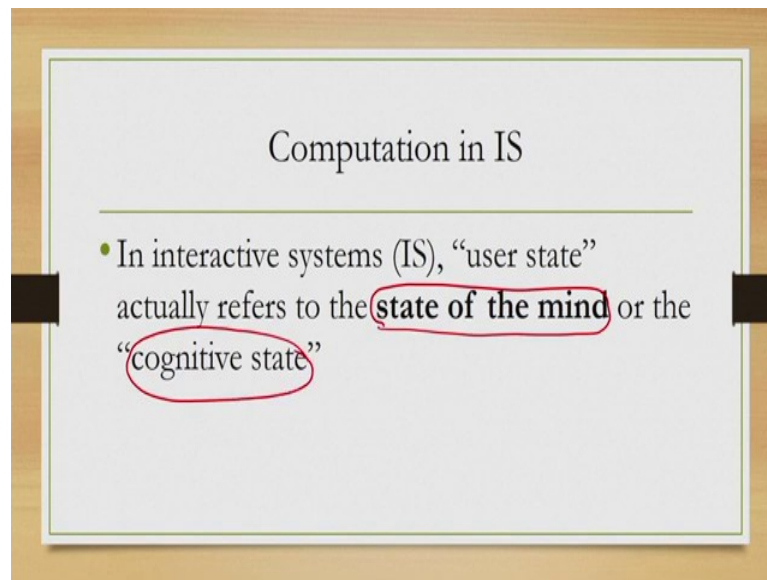 Computation in IS
• In interactive systems (IS), “user state”
actually refers to the state of the mind or the
“cognitive state”